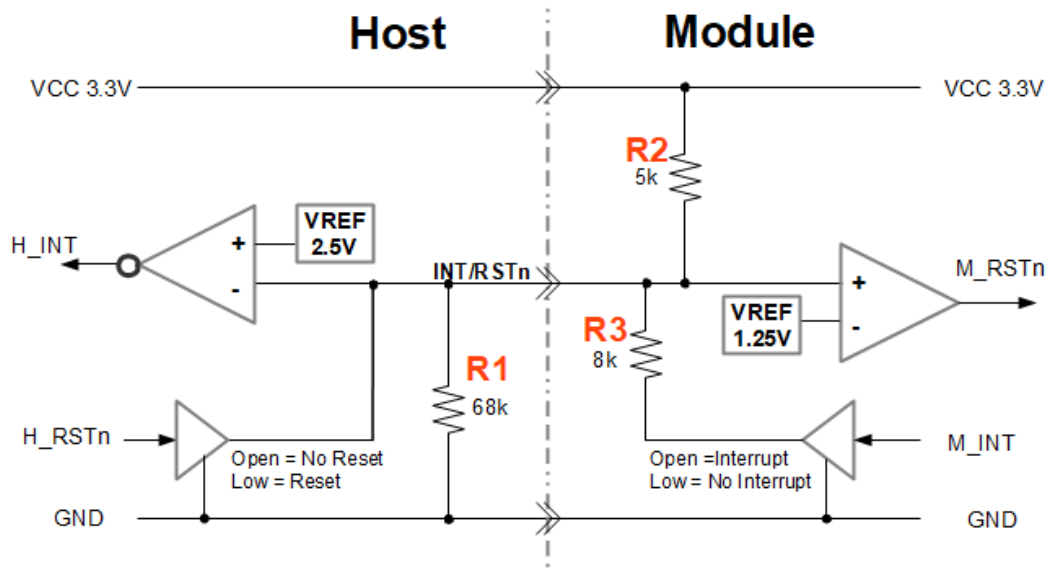 Host
Module
VCC 3.3V
VCC 3.3V
R2
5k
H_INT
+
-
VREF
2.5V
INT/RSTn
+
-
VREF
1.25V
M_RSTn
R3
8k
R1
68k
H_RSTn
Open = No Reset
Low = Reset
Open =Interrupt
Low = No Interrupt
M_INT
GND
GND